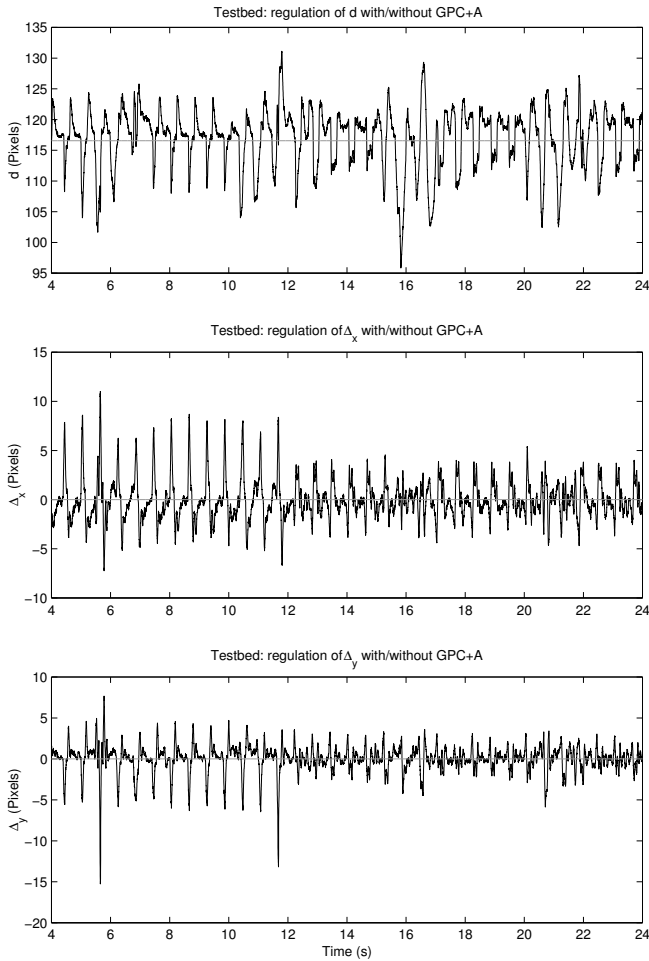 Testbed: regulation of d with/without GPC+A
135
130
125
120
115
110
105
100
95
d (Pixels)
4 6 8 10 12 14 16 18 20 22 24
Testbed: regulation of Δx with/without GPC+A
15
10
5
0
−5
−10
Δx (Pixels)
4 6 8 10 12 14 16 18 20 22 24
Testbed: regulation of Δy with/without GPC+A
10
5
0
−5
−10
−15
−20
Δy (Pixels)
4 6 8 10 12 14 16 18 20 22 24
Time (s)